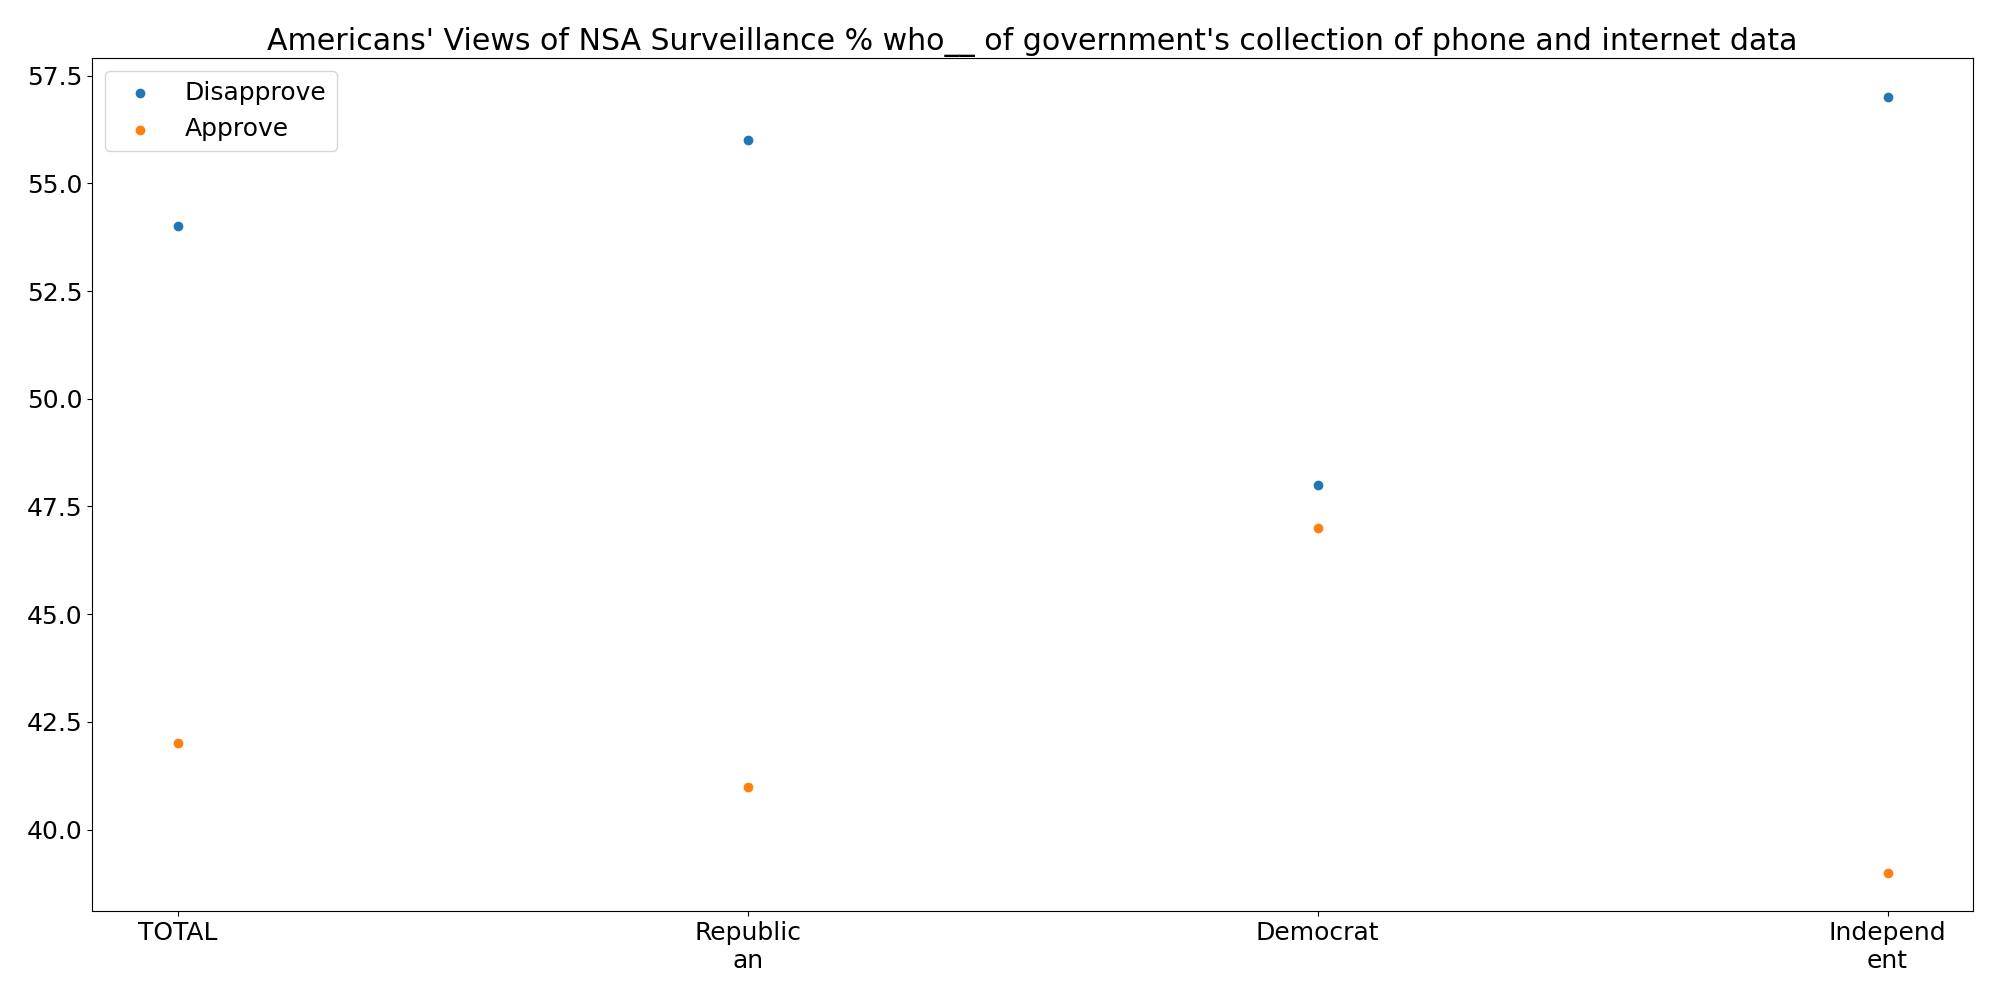 Americans' Views of NSA Surveillance % who__ of government's collection of phone and internet data
Disapprove
Approve
57.5
55.0
52.5
50.0
47.5
45.0
42.5
40.0
TOTAL
Republic
an
Democrat
Independ
ent